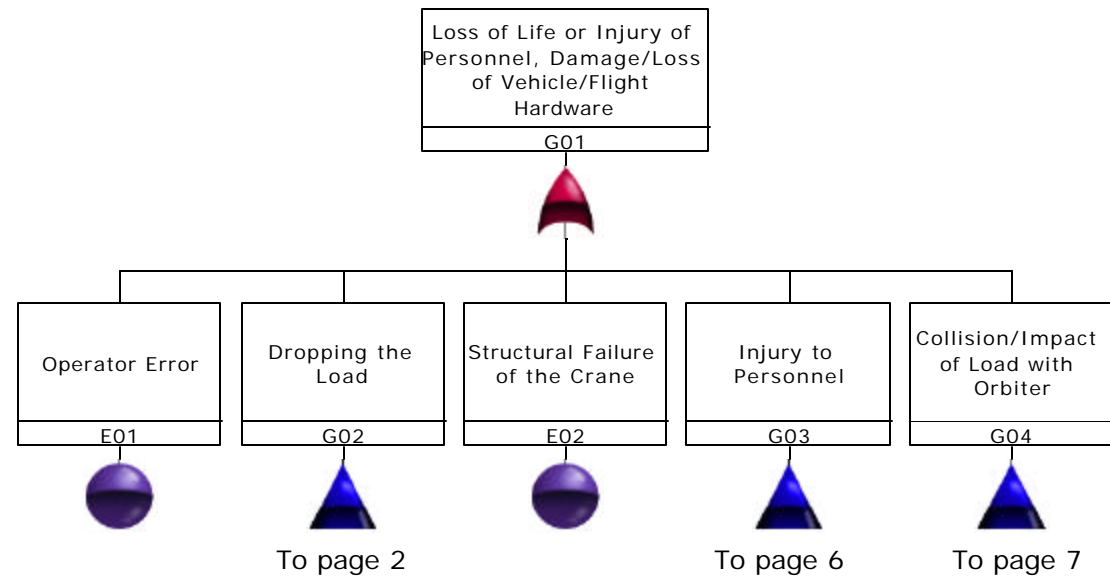 Loss of Life or Injury of
Personnel, Damage/Loss
of Vehicle/Flight
Hardware
G01
Operator Error
E01
Dropping the
Load
G02
Structural Failure
of the Crane
E02
Injury to
Personnel
G03
Collision/Impact
of Load with
Orbiter
G04
To page 2
To page 6
To page 7